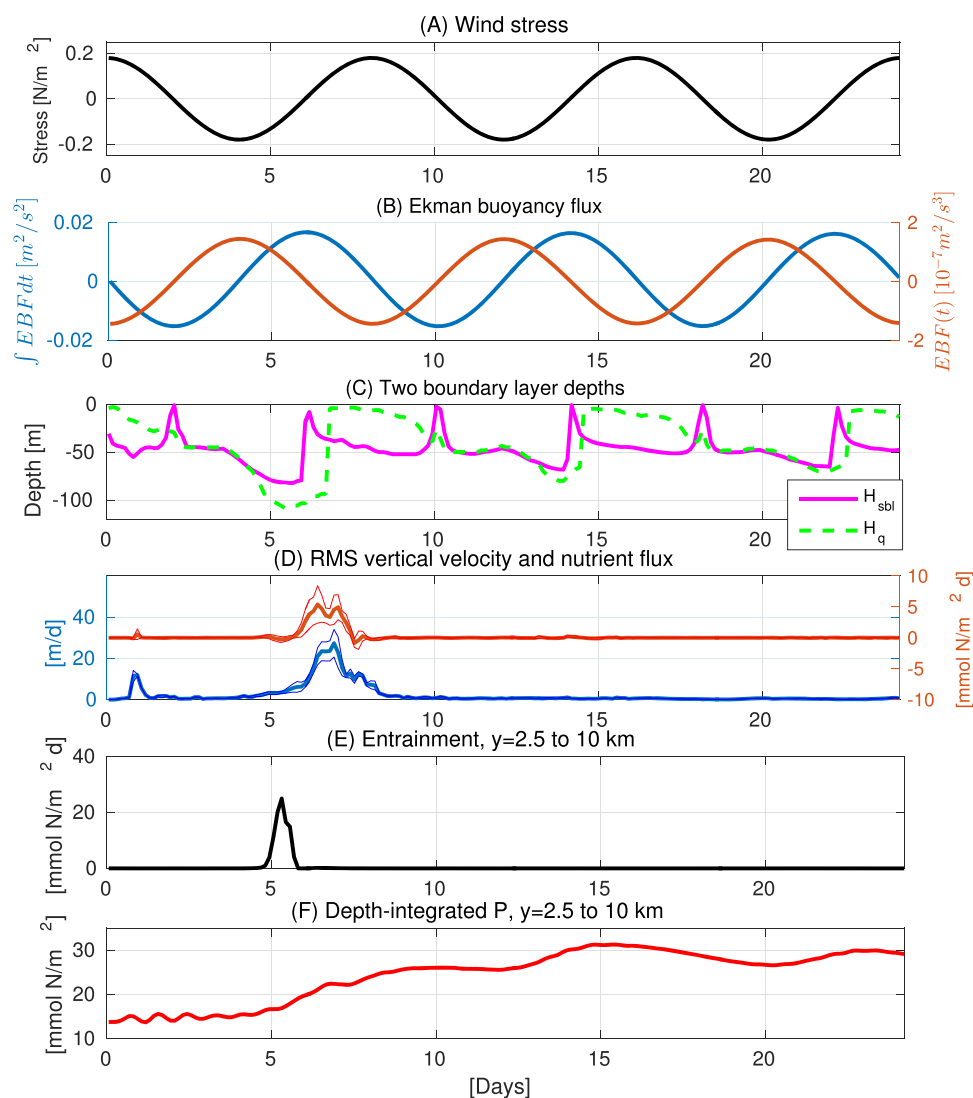 (A) Wind stress
Stress [N/m 2]
0.2
0
-0.2
0 5 10 15 20
(B) Ekman buoyancy flux
∫ EBFdt [m²/s²]
0.02
0
-0.02
EBF(t) [10⁻⁷m²/s³]
2
0
-2
0 5 10 15 20
(C) Two boundary layer depths
Depth [m]
0
-50
-100
H sbl
H q
0 5 10 15 20
(D) RMS vertical velocity and nutrient flux
[m/d]
40
20
0
[mmol N/m 2 d]
10
5
0
-5
-10
0 5 10 15 20
(E) Entrainment, y=2.5 to 10 km
[mmol N/m 2 d]
40
20
0
0 5 10 15 20
(F) Depth-integrated P, y=2.5 to 10 km
[mmol N/m 2]
30
20
10
0 5 10 15 20
[Days]